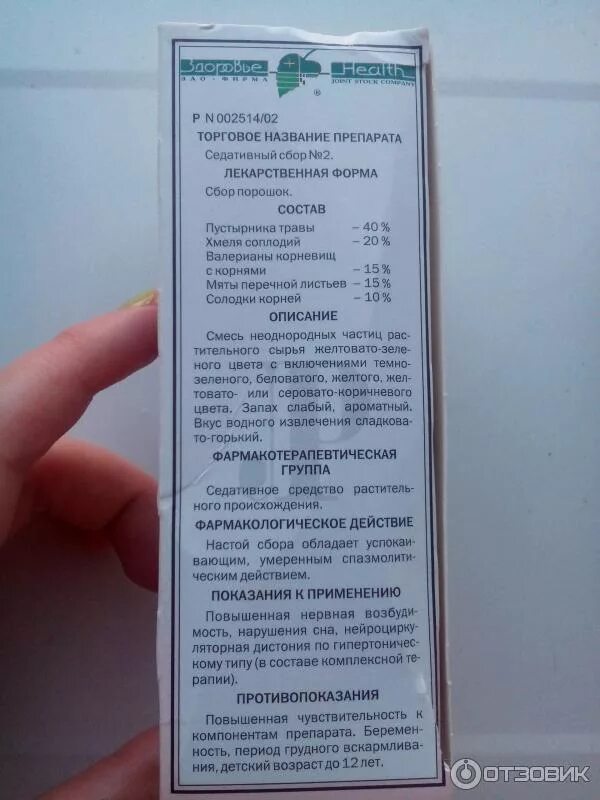 Здоровье Health
ЗАО - ФИРМА JOINT STOCK COMPANY
®
Р N 002514/02
ТОРГОВОЕ НАЗВАНИЕ ПРЕПАРАТА
Седативный сбор №2.
ЛЕКАРСТВЕННАЯ ФОРМА
Сбор порошок.
СОСТАВ
Пустырника травы – 40 %
Хмеля соплодий – 20 %
Валерианы корневищ
с корнями – 15 %
Мяты перечной листьев – 15 %
Солодки корней – 10 %
ОПИСАНИЕ
Смесь неоднородных частиц рас-
тительного сырья желтовато-зеле-
ного цвета с включениями темно-
зеленого, беловатого, желтого, жел-
товато- или серовато-коричневого
цвета. Запах слабый, ароматный.
Вкус водного извлечения сладкова-
то-горький.
ФАРМАКОТЕРАПЕВТИЧЕСКАЯ
ГРУППА
Седативное средство раститель-
ного происхождения.
ФАРМАКОЛОГИЧЕСКОЕ ДЕЙСТВИЕ
Настой сбора обладает успокаи-
вающим, умеренным спазмолити-
ческим действием.
ПОКАЗАНИЯ К ПРИМЕНЕНИЮ
Повышенная нервная возбуди-
мость, нарушения сна, нейроцирку-
ляторная дистония по гипертониче-
скому типу (в составе комплексной те-
рапии).
ПРОТИВОПОКАЗАНИЯ
Повышенная чувствительность к
компонентам препарата. Беремен-
ность, период грудного вскармлива-
ния, детский возраст до 12 лет.
ОТЗОВИК